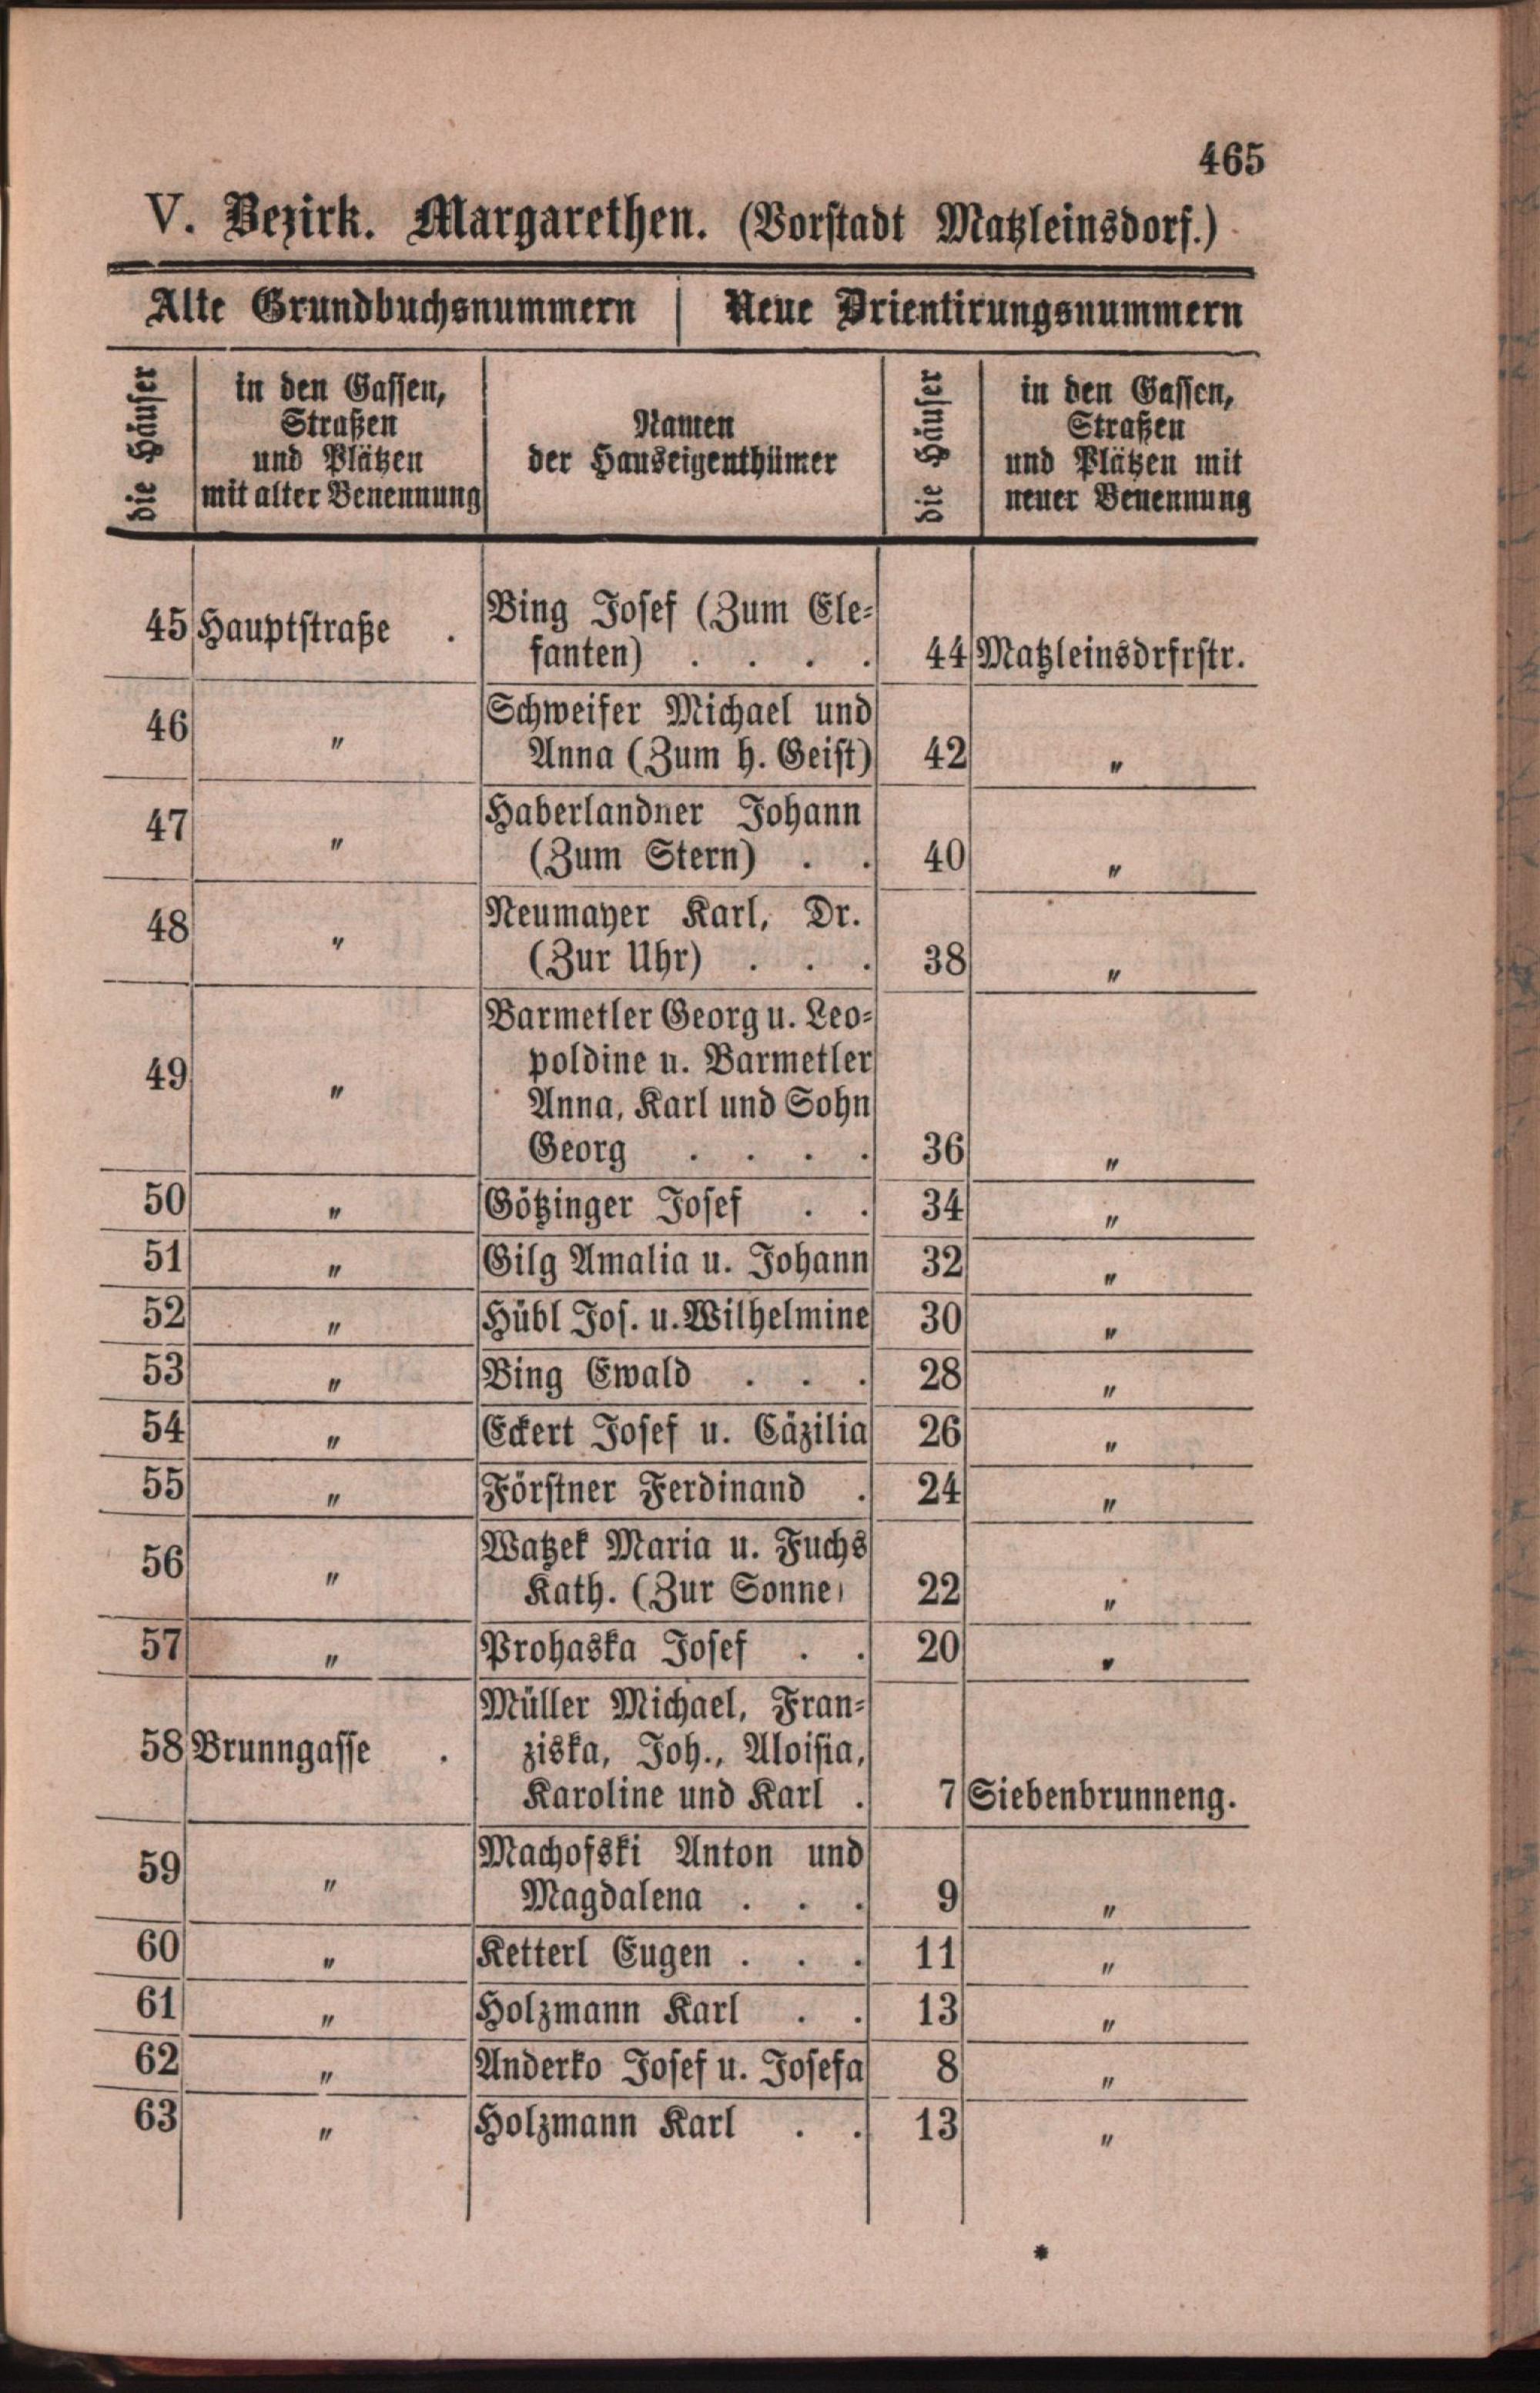 465
V. Bezirk. Margarethen. (Vorstadt Matzleinsdorf.)
Alte Grundbuchsnummern | Neue Orientirungsnummern
die Häuser
in den Gassen,
Straßen
und Plätzen
mit alter Benennung
Namen
der Hauseigenthümer
die Häuser
in den Gassen,
Straßen
und Plätzen mit
neuer Benennung
45 Hauptstraße . Bing Josef (Zum Ele-
fanten) . . . . 44 Matzleinsdrfrstr.
46 " Schweifer Michael und
Anna (Zum h. Geist) 42 "
47 " Haberlandner Johann
(Zum Stern) . . 40 "
48 " Neumayer Karl, Dr.
(Zur Uhr) . . . 38 "
49 " Barmetler Georg u. Leo-
poldine u. Barmetler
Anna, Karl und Sohn
Georg . . . . 36 "
50 " Götzinger Josef . . 34 "
51 " Gilg Amalia u. Johann 32 "
52 " Hübl Jos. u. Wilhelmine 30 "
53 " Bing Ewald . . . 28 "
54 " Eckert Josef u. Cäzilia 26 "
55 " Förstner Ferdinand . 24 "
56 " Watzek Maria u. Fuchs
Kath. (Zur Sonne) 22 "
57 " Prohaska Josef . . 20 "
58 Brunngasse . Müller Michael, Fran-
ziska, Joh., Aloisia,
Karoline und Karl . 7 Siebenbrunneng.
59 " Machofski Anton und
Magdalena . . . 9 "
60 " Ketterl Eugen . . . 11 "
61 " Holzmann Karl . . 13 "
62 " Anderko Josef u. Josefa 8 "
63 " Holzmann Karl . . 13 "
*